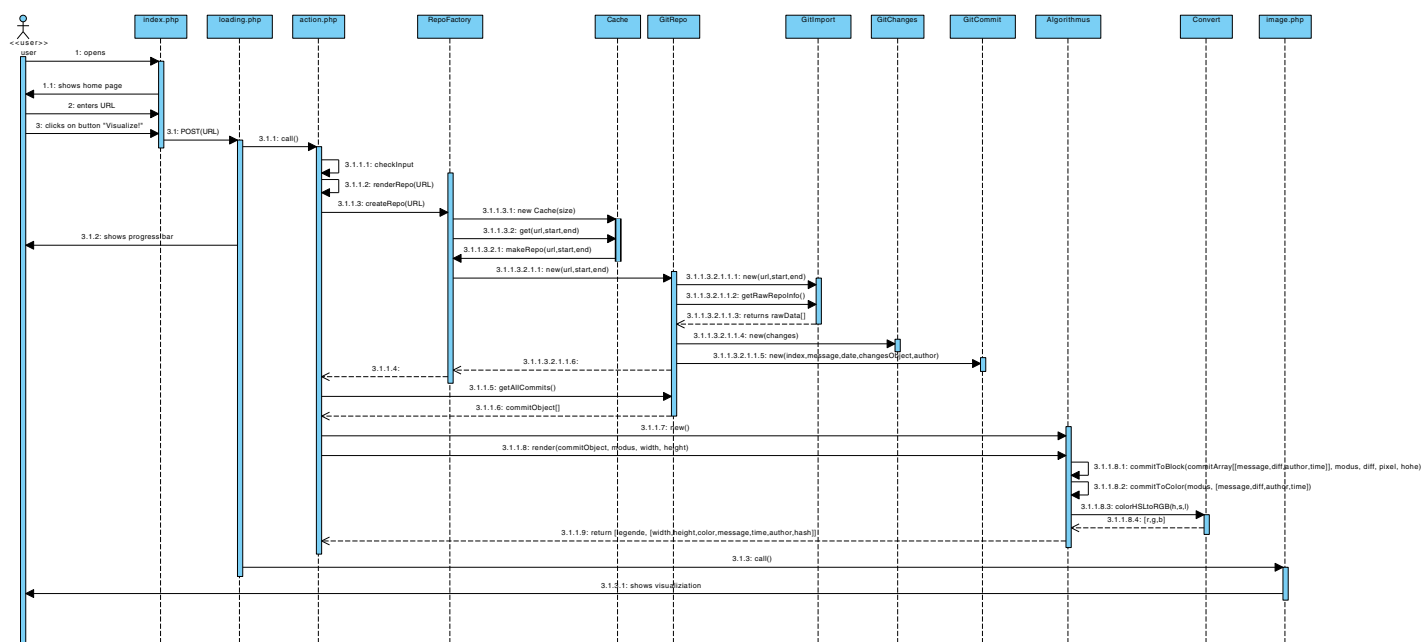 index.php
loading.php
action.php
RepoFactory
Cache
GitRepo
GitImport
GitChanges
GitCommit
Algorithmus
Convert
image.php
<<user>>
user
1: opens
1.1: shows home page
2: enters URL
3: clicks on button "Visualize!"
3.1: POST(URL)
3.1.1: call()
3.1.1.1: checkInput
3.1.1.2: renderRepo(URL)
3.1.1.3: createRepo(URL)
3.1.1.3.1: new Cache(size)
3.1.1.3.2: get(url,start,end)
3.1.2: shows progress bar
3.1.1.3.2.1: makeRepo(url,start,end)
3.1.1.3.2.1.1: new(url,start,end)
3.1.1.3.2.1.1.1: new(url,start,end)
3.1.1.3.2.1.1.2: getRawRepoInfo()
3.1.1.3.2.1.1.3: returns rawData[]
3.1.1.3.2.1.1.4: new(changes)
3.1.1.3.2.1.1.5: new(index,message,date,changesObject,author)
3.1.1.3.2.1.1.6:
3.1.1.4:
3.1.1.5: getAllCommits()
3.1.1.6: commitObject[]
3.1.1.7: new()
3.1.1.8: render(commitObject, modus, width, height)
3.1.1.8.1: commitToBlock(commitArray[[message,diff,author,time]], modus, diff, pixel, hohe)
3.1.1.8.2: commitToColor(modus, [message,diff,author,time])
3.1.1.8.3: colorHSLtoRGB(h,s,l)
3.1.1.8.4: [r,g,b]
3.1.1.9: return [legende, [width,height,color,message,time,author,hash]]
3.1.3: call()
3.1.3.1: shows visualiziation